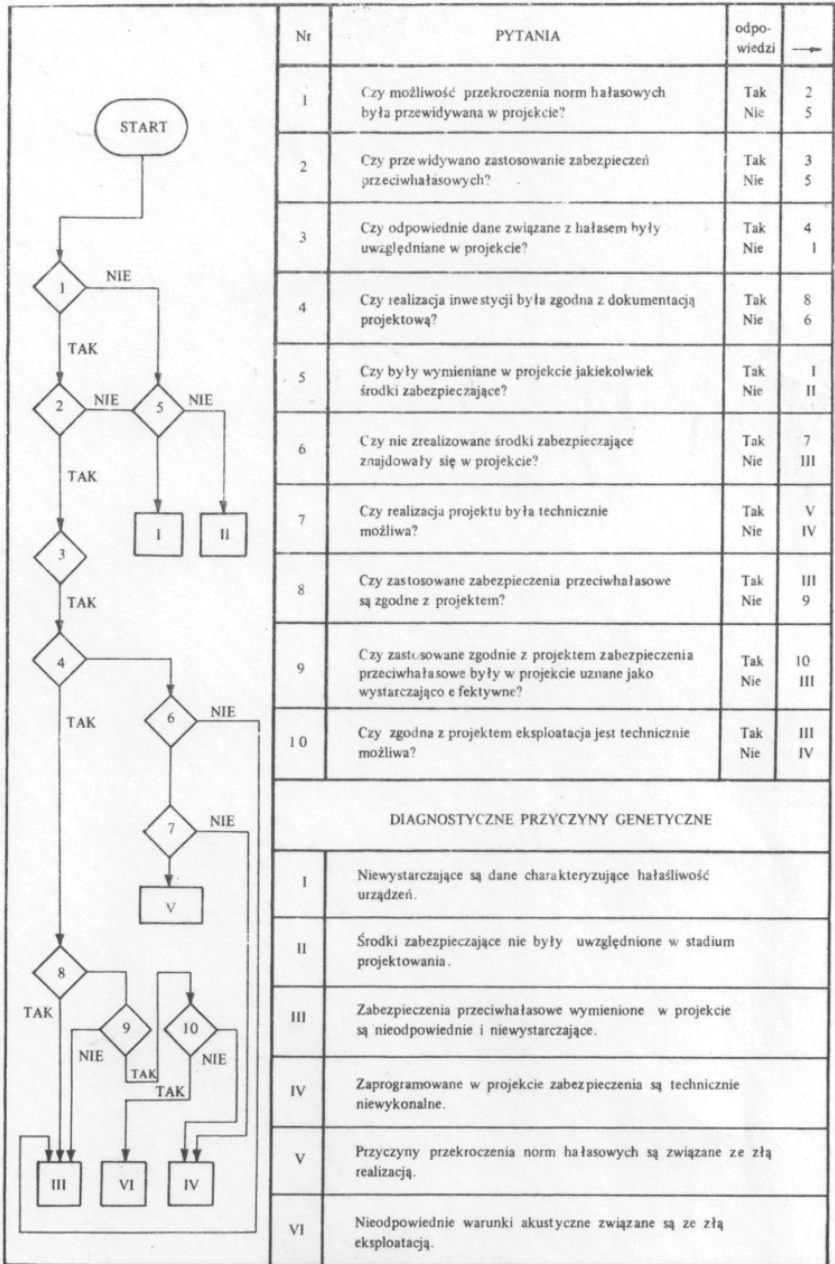 START
1
NIE
TAK
2
NIE
5
NIE
TAK
I
II
3
TAK
4
TAK
6
NIE
7
NIE
V
8
TAK
9
10
NIE
TAK
TAK
NIE
III
VI
IV
Nr PYTANIA odpo-
wiedzi →
1 Czy możliwość przekroczenia norm hałasowych Tak 2
była przewidywana w projekcie? Nie 5
2 Czy przewidywano zastosowanie zabezpieczeń Tak 3
przeciwhałasowych? Nie 5
3 Czy odpowiednie dane związane z hałasem były Tak 4
uwzględniane w projekcie? Nie I
4 Czy realizacja inwestycji była zgodna z dokumentacją Tak 8
projektową? Nie 6
5 Czy były wymieniane w projekcie jakiekolwiek Tak I
środki zabezpieczające? Nie II
6 Czy nie zrealizowane środki zabezpieczające Tak 7
znajdowały się w projekcie? Nie III
7 Czy realizacja projektu była technicznie Tak V
możliwa? Nie IV
8 Czy zastosowane zabezpieczenia przeciwhałasowe Tak III
są zgodne z projektem? Nie 9
9 Czy zastosowane zgodnie z projektem zabezpieczenia
przeciwhałasowe były w projekcie uznane jako Tak 10
wystarczająco efektywne? Nie III
10 Czy zgodna z projektem eksploatacja jest technicznie Tak III
możliwa? Nie IV
DIAGNOSTYCZNE PRZYCZYNY GENETYCZNE
I Niewystarczające są dane charakteryzujące hałaśliwość
urządzeń.
II Środki zabezpieczające nie były uwzględnione w stadium
projektowania.
III Zabezpieczenia przeciwhałasowe wymienione w projekcie
są nieodpowiednie i niewystarczające.
IV Zaprogramowane w projekcie zabezpieczenia są technicznie
niewykonalne.
V Przyczyny przekroczenia norm hałasowych są związane ze złą
realizacją.
VI Nieodpowiednie warunki akustyczne związane są ze złą
eksploatacją.